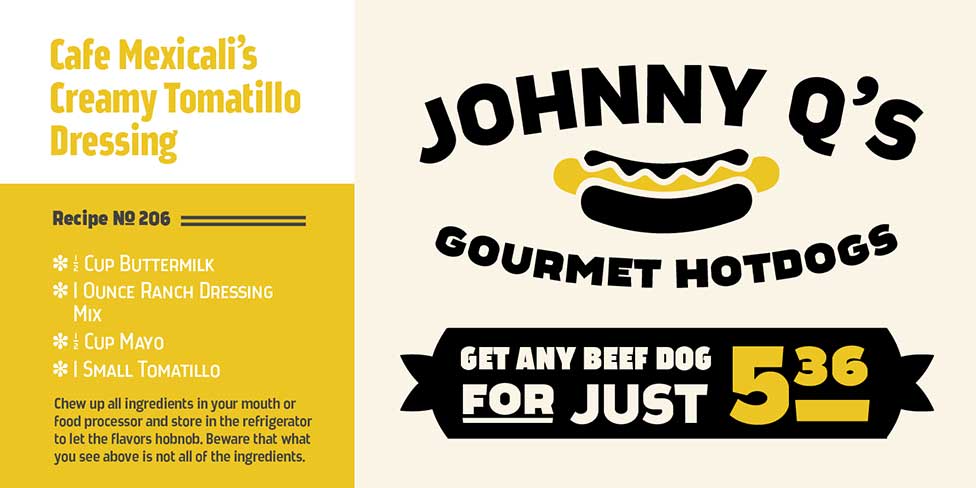 Cafe Mexicali's
Creamy Tomatillo
Dressing
Recipe Nº 206
✻ ½ Cup Buttermilk
✻ 1 Ounce Ranch Dressing
Mix
✻ ½ Cup Mayo
✻ 1 Small Tomatillo
Chew up all ingredients in your mouth or
food processor and store in the refrigerator
to let the flavors hobnob. Beware that what
you see above is not all of the ingredients.
JOHNNY Q'S
GOURMET HOTDOGS
GET ANY BEEF DOG
FOR JUST 536